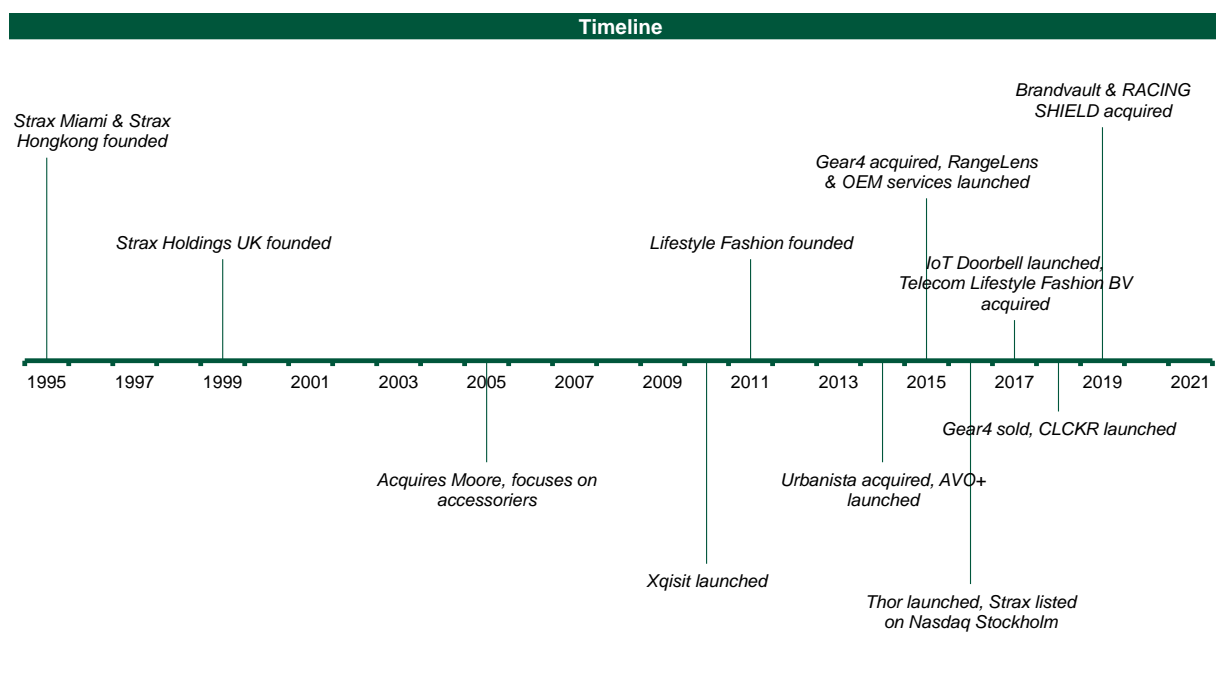 Timeline
Brandvault & RACING
SHIELD acquired
Strax Miami & Strax
Hongkong founded
Gear4 acquired, RangeLens
& OEM services launched
Strax Holdings UK founded
Lifestyle Fashion founded
IoT Doorbell launched,
Telecom Lifestyle Fashion BV
acquired
1995 1997 1999 2001 2003 2005 2007 2009 2011 2013 2015 2017 2019 2021
Gear4 sold, CLCKR launched
Acquires Moore, focuses on
accessoriers
Urbanista acquired, AVO+
launched
Xqisit launched
Thor launched, Strax listed
on Nasdaq Stockholm